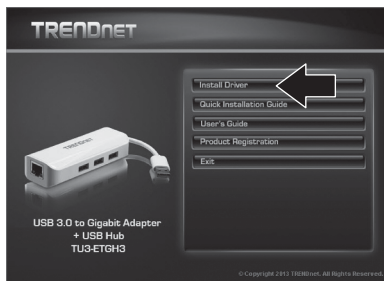 TRENDNET
Install Driver
Quick Installation Guide
User's Guide
Product Registration
Exit
TRENDNET
USB 3.0 to Gigabit Adapter
+ USB Hub
TU3-ETGH3
©Copyright 2013 TRENDnet. All Rights Reserved.